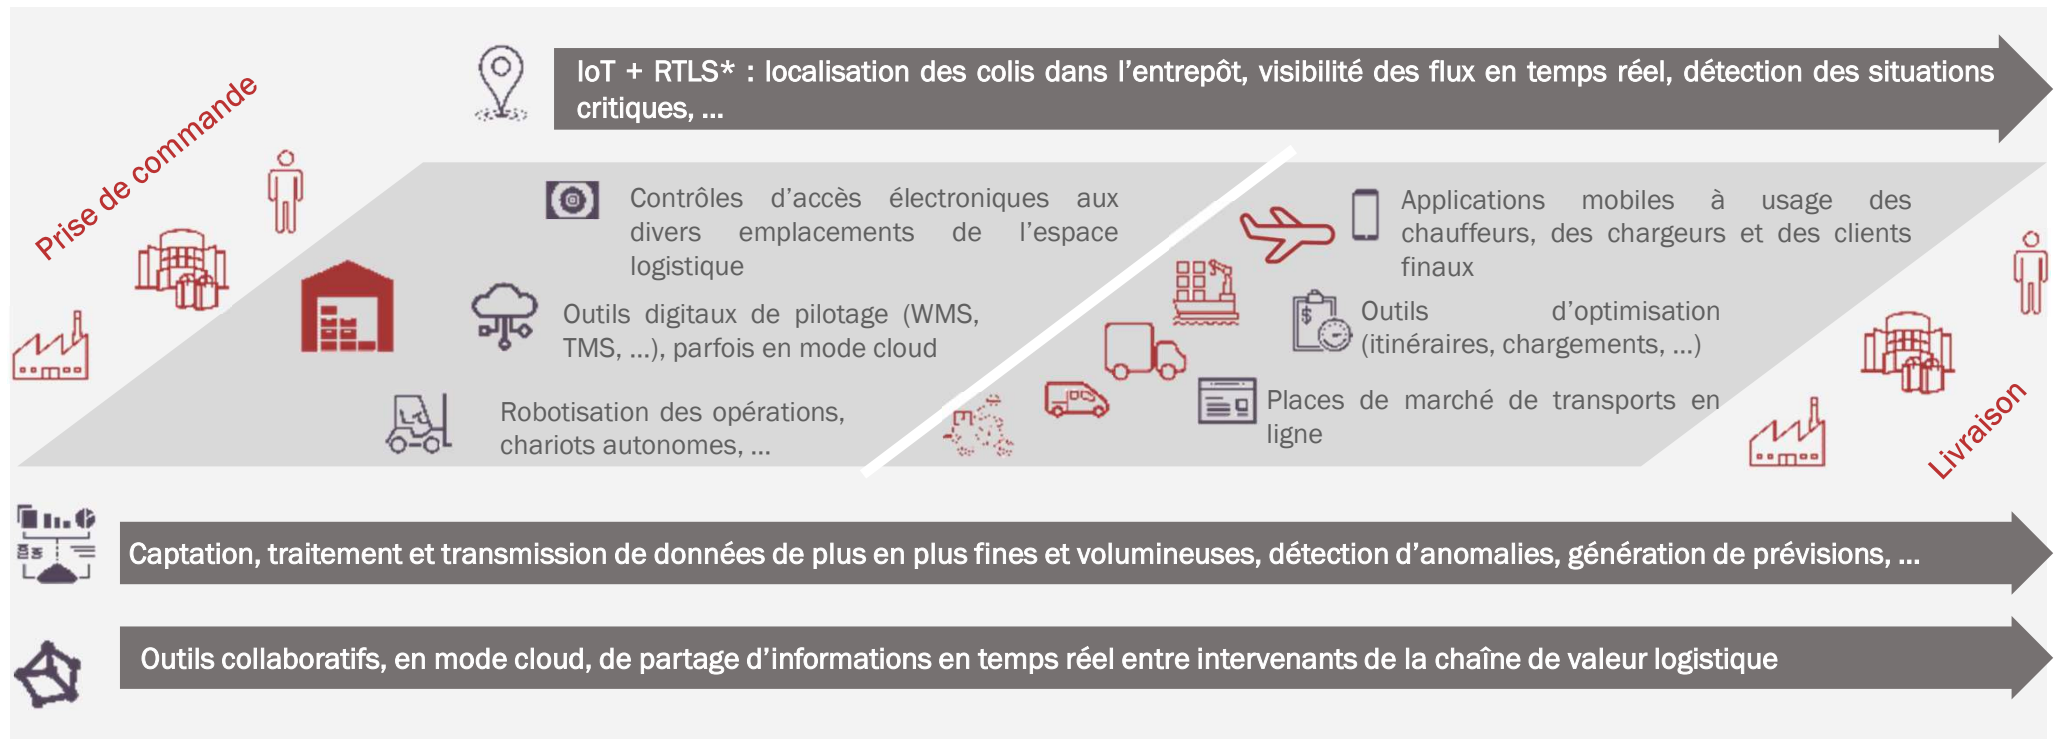 IoT + RTLS* : localisation des colis dans l’entrepôt, visibilité des flux en temps réel, détection des situations
critiques, ...
Prise de commande
Contrôles d’accès électroniques aux
divers emplacements de l’espace
logistique
Outils digitaux de pilotage (WMS,
TMS, ...), parfois en mode cloud
Robotisation des opérations,
chariots autonomes, ...
Applications mobiles à usage des
chauffeurs, des chargeurs et des clients
finaux
Outils d’optimisation
(itinéraires, chargements, ...)
Places de marché de transports en
ligne
Livraison
Captation, traitement et transmission de données de plus en plus fines et volumineuses, détection d’anomalies, génération de prévisions, ...
Outils collaboratifs, en mode cloud, de partage d’informations en temps réel entre intervenants de la chaîne de valeur logistique